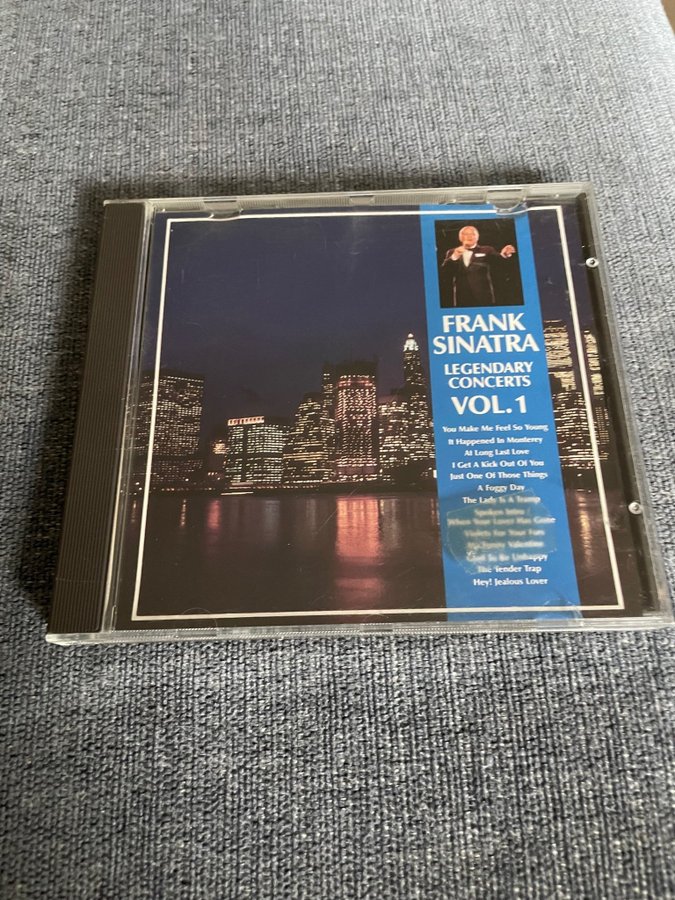 FRANK
SINATRA
LEGENDARY
CONCERTS
VOL.1
You Make Me Feel So Young
It Happened In Monterey
At Long Last Love
I Get A Kick Out Of You
Just One Of Those Things
A Foggy Day
The Lady Is A Tramp
Spoken Intro
When Your Lover Has Gone
Violets For Your Furs
My Funny Valentine
Glad To Be Unhappy
The Tender Trap
Hey! Jealous Lover